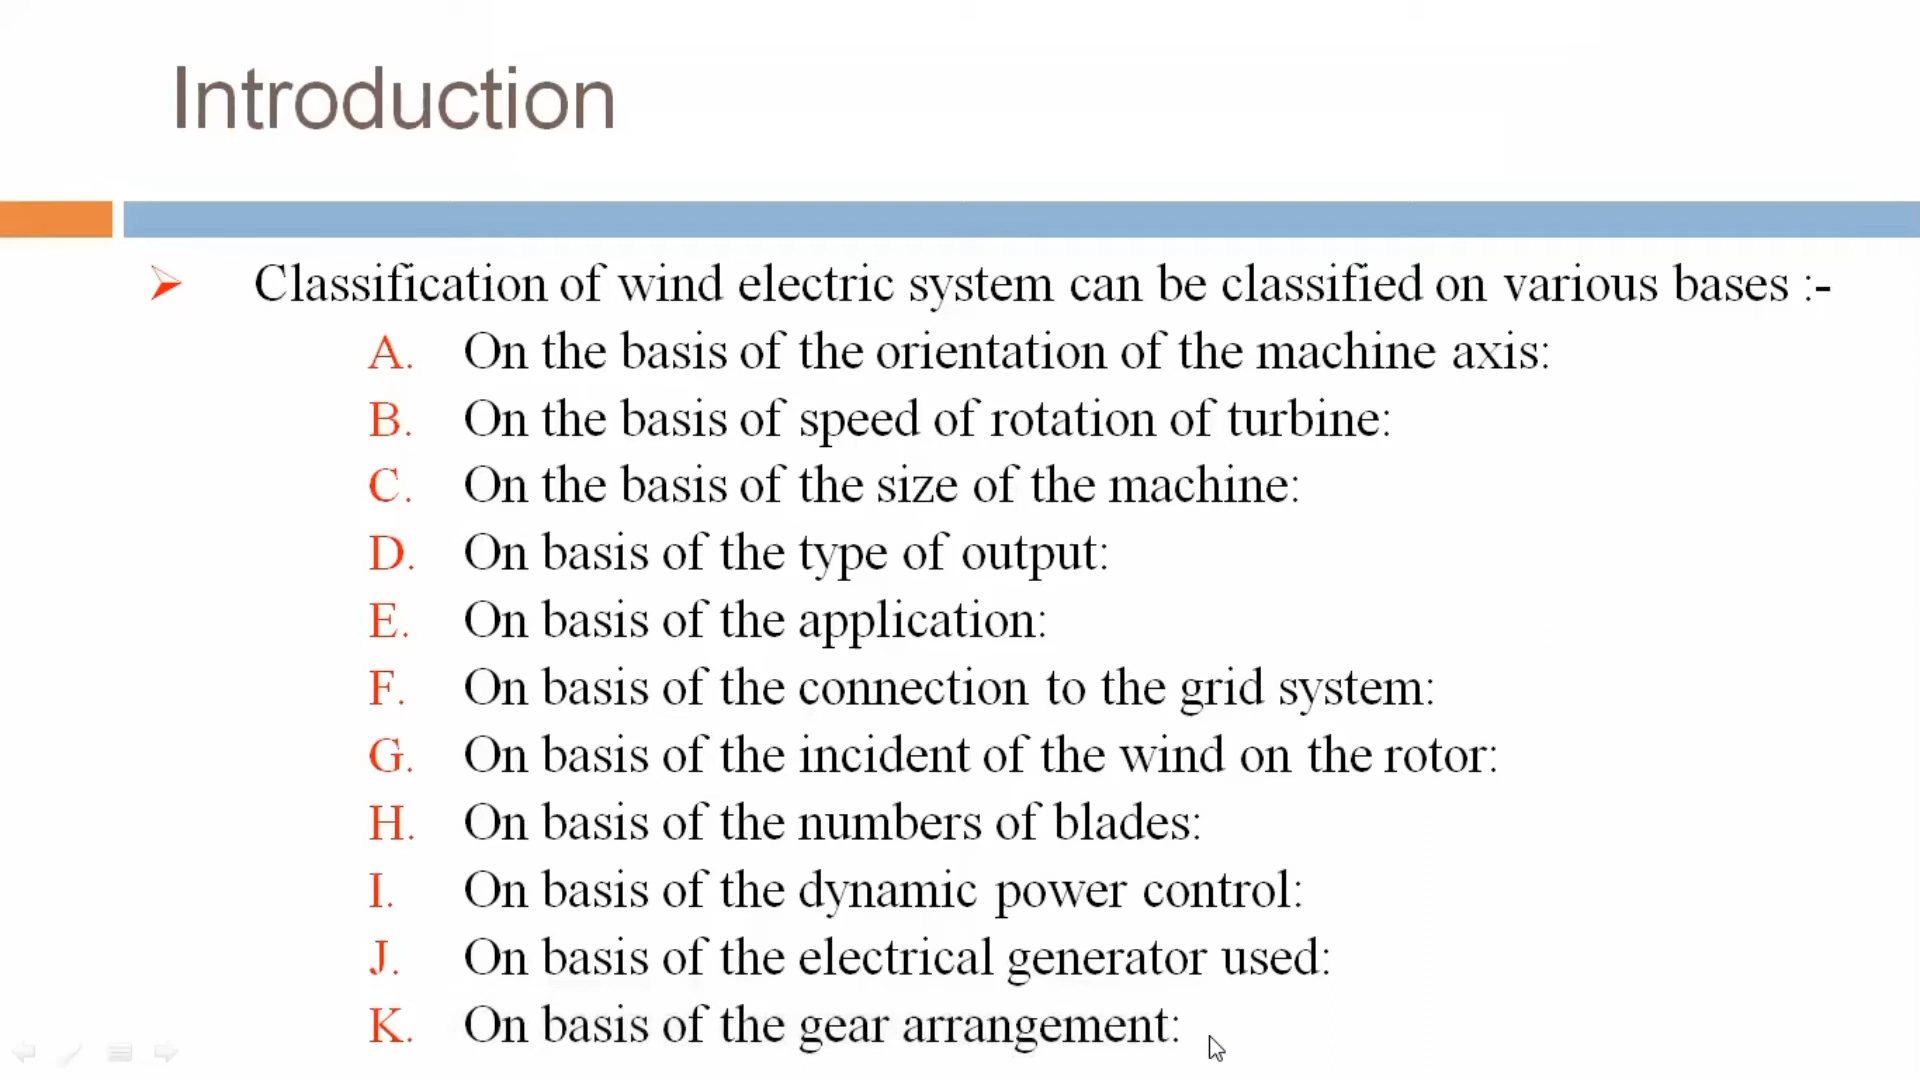 Introduction
Classification of wind electric system can be classified on various bases :-
A. On the basis of the orientation of the machine axis:
B. On the basis of speed of rotation of turbine:
C. On the basis of the size of the machine:
D. On basis of the type of output:
E. On basis of the application:
F. On basis of the connection to the grid system:
G. On basis of the incident of the wind on the rotor:
H. On basis of the numbers of blades:
I. On basis of the dynamic power control:
J. On basis of the electrical generator used:
K. On basis of the gear arrangement: